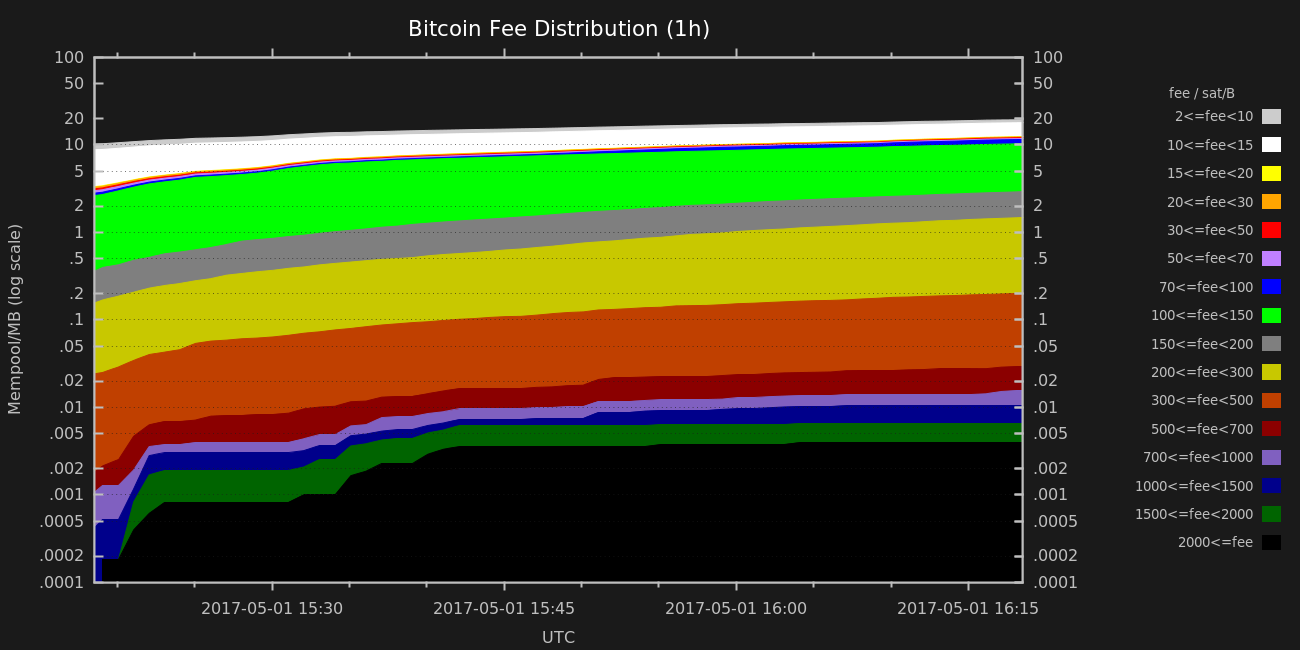 Bitcoin Fee Distribution (1h)
100
50
20
10
5
2
1
.5
.2
.1
.05
.02
.01
.005
.002
.001
.0005
.0002
.0001
Mempool/MB (log scale)
100
50
20
10
5
2
1
.5
.2
.1
.05
.02
.01
.005
.002
.001
.0005
.0002
.0001
2017-05-01 15:30
2017-05-01 15:45
2017-05-01 16:00
2017-05-01 16:15
UTC
fee / sat/B
2<=fee<10
10<=fee<15
15<=fee<20
20<=fee<30
30<=fee<50
50<=fee<70
70<=fee<100
100<=fee<150
150<=fee<200
200<=fee<300
300<=fee<500
500<=fee<700
700<=fee<1000
1000<=fee<1500
1500<=fee<2000
2000<=fee